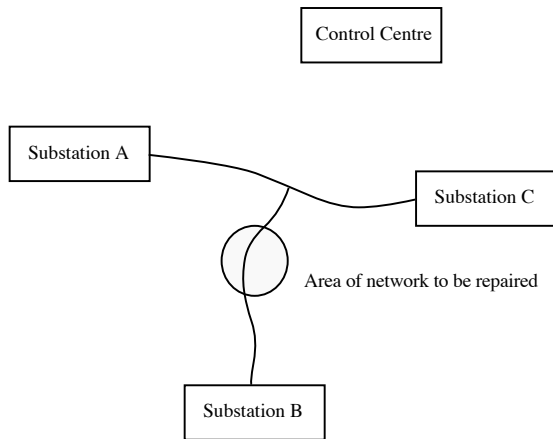 Control Centre
Substation A
Substation C
Area of network to be repaired
Substation B